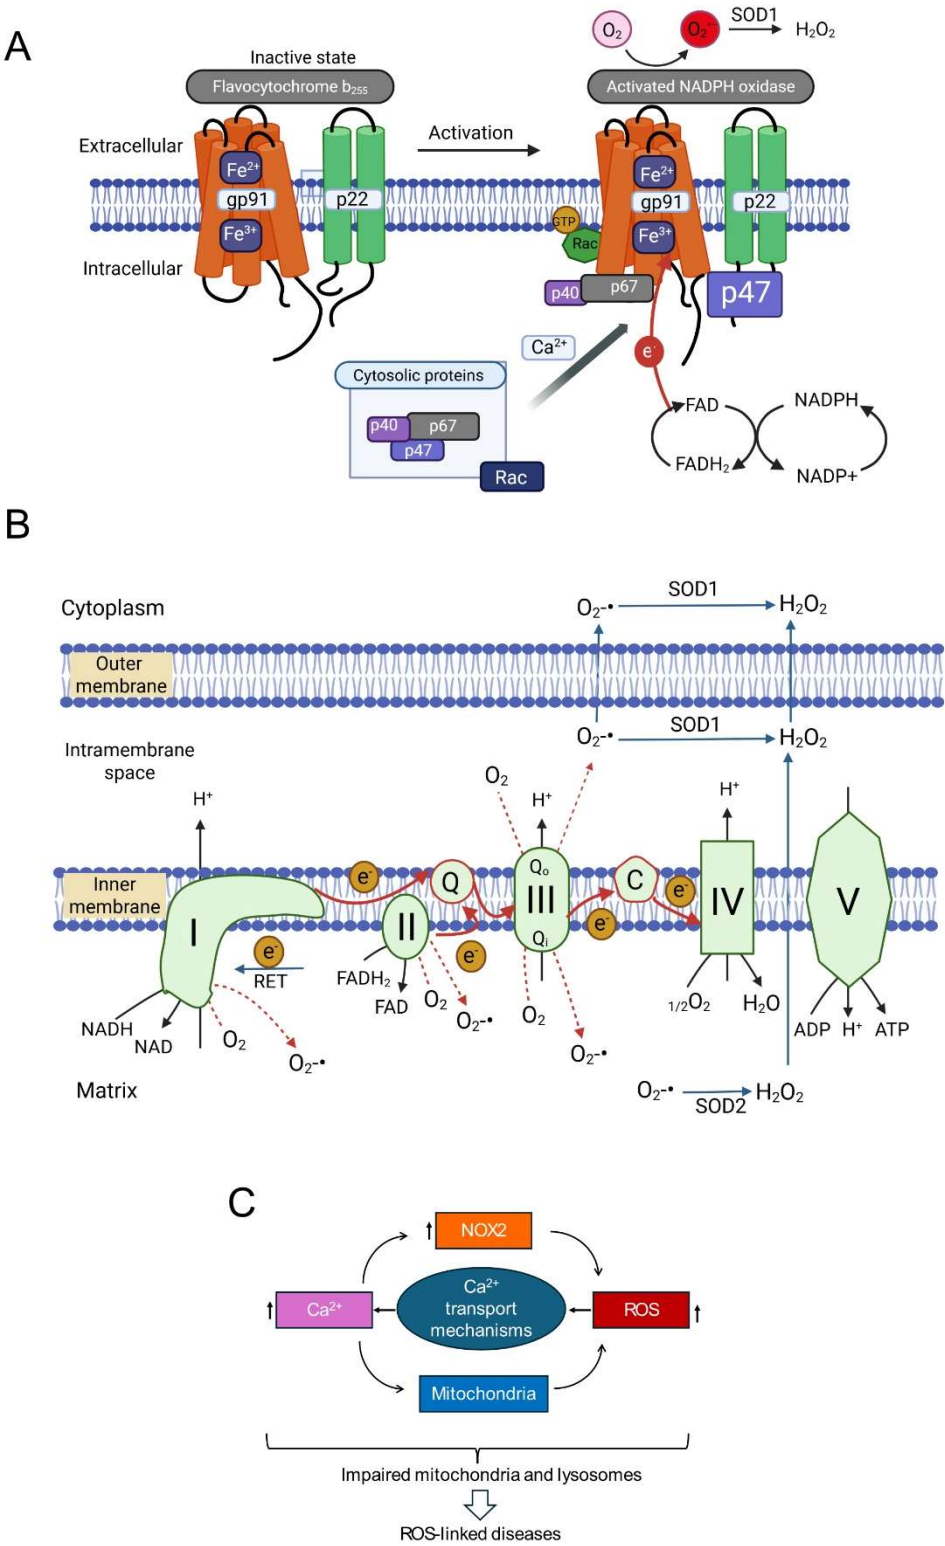 A
O₂
O₂⁻•
SOD1
H₂O₂
Inactive state
Flavocytochrome b₂₅₅
Activated NADPH oxidase
Extracellular
Activation
Fe²⁺
gp91
p22
Fe³⁺
Fe²⁺
gp91
p22
Fe³⁺
GTP
Rac
Intracellular
p40
p67
p47
Ca²⁺
e⁻
Cytosolic proteins
p40
p67
p47
Rac
FAD
NADPH
FADH₂
NADP+
B
Cytoplasm
O₂-•
SOD1
H₂O₂
Outer
membrane
Intramembrane
space
O₂-•
SOD1
H₂O₂
O₂
H⁺
H⁺
H⁺
Inner
membrane
I
e⁻
Q
Qₒ
III
Qᵢ
C
e⁻
IV
V
II
e⁻
e⁻
e⁻
RET
FADH₂
FAD
O₂
O₂-•
O₂
O₂-•
1/2O₂
H₂O
ADP
H⁺
ATP
NADH
NAD
O₂
O₂-•
Matrix
O₂-•
SOD2
H₂O₂
C
NOX2
Ca²⁺
Ca²⁺
transport
mechanisms
ROS
Mitochondria
Impaired mitochondria and lysosomes
ROS-linked diseases